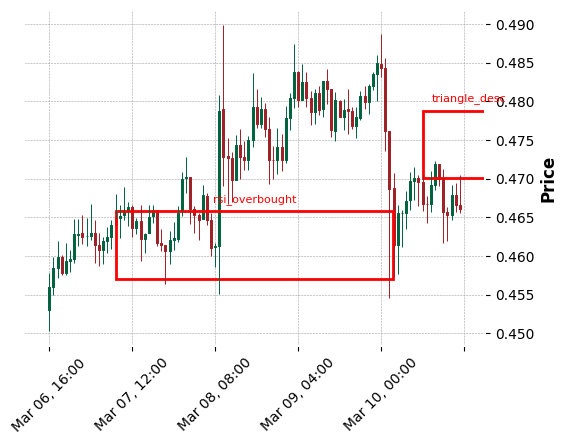 0.490
0.485
triangle_desc
0.480
0.475
0.470
rsi_overbought
0.465
0.460
0.455
0.450
Price
Mar 06, 16:00
Mar 07, 12:00
Mar 08, 08:00
Mar 09, 04:00
Mar 10, 00:00